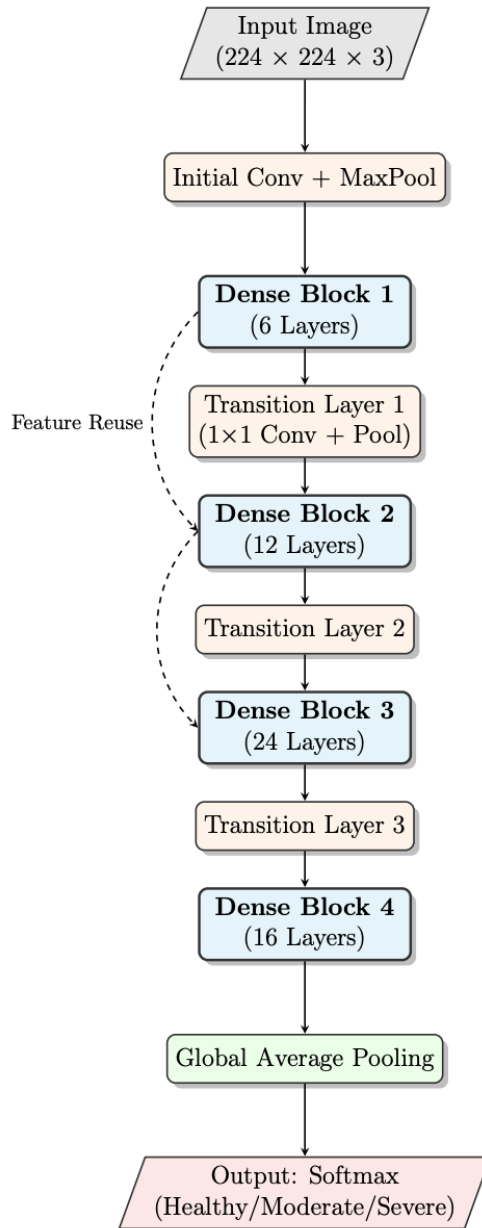 Input Image
(224 × 224 × 3)
Initial Conv + MaxPool
Dense Block 1
(6 Layers)
Feature Reuse
Transition Layer 1
(1×1 Conv + Pool)
Dense Block 2
(12 Layers)
Transition Layer 2
Dense Block 3
(24 Layers)
Transition Layer 3
Dense Block 4
(16 Layers)
Global Average Pooling
Output: Softmax
(Healthy/Moderate/Severe)